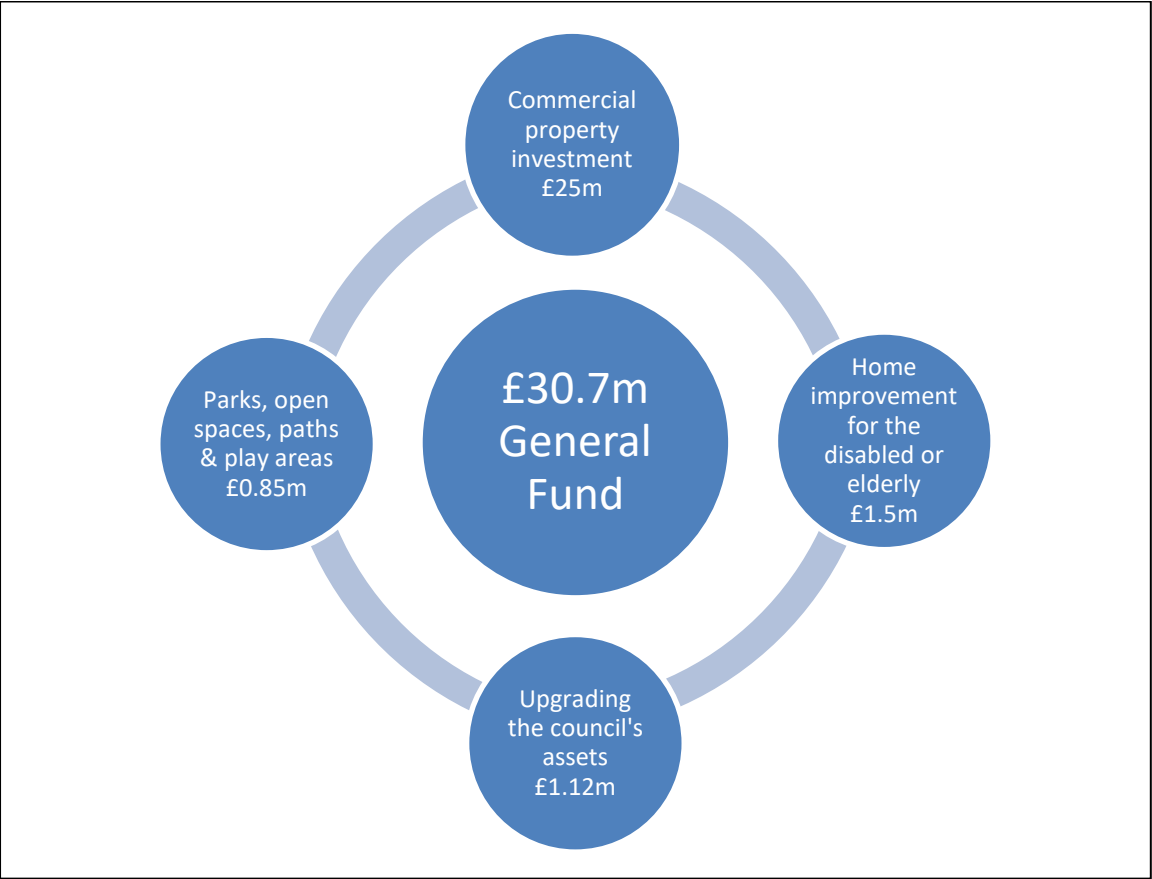 Commercial
property
investment
£25m
Home
improvement
for the
disabled or
elderly
£1.5m
Upgrading
the council's
assets
£1.12m
Parks, open
spaces, paths
& play areas
£0.85m
£30.7m
General
Fund